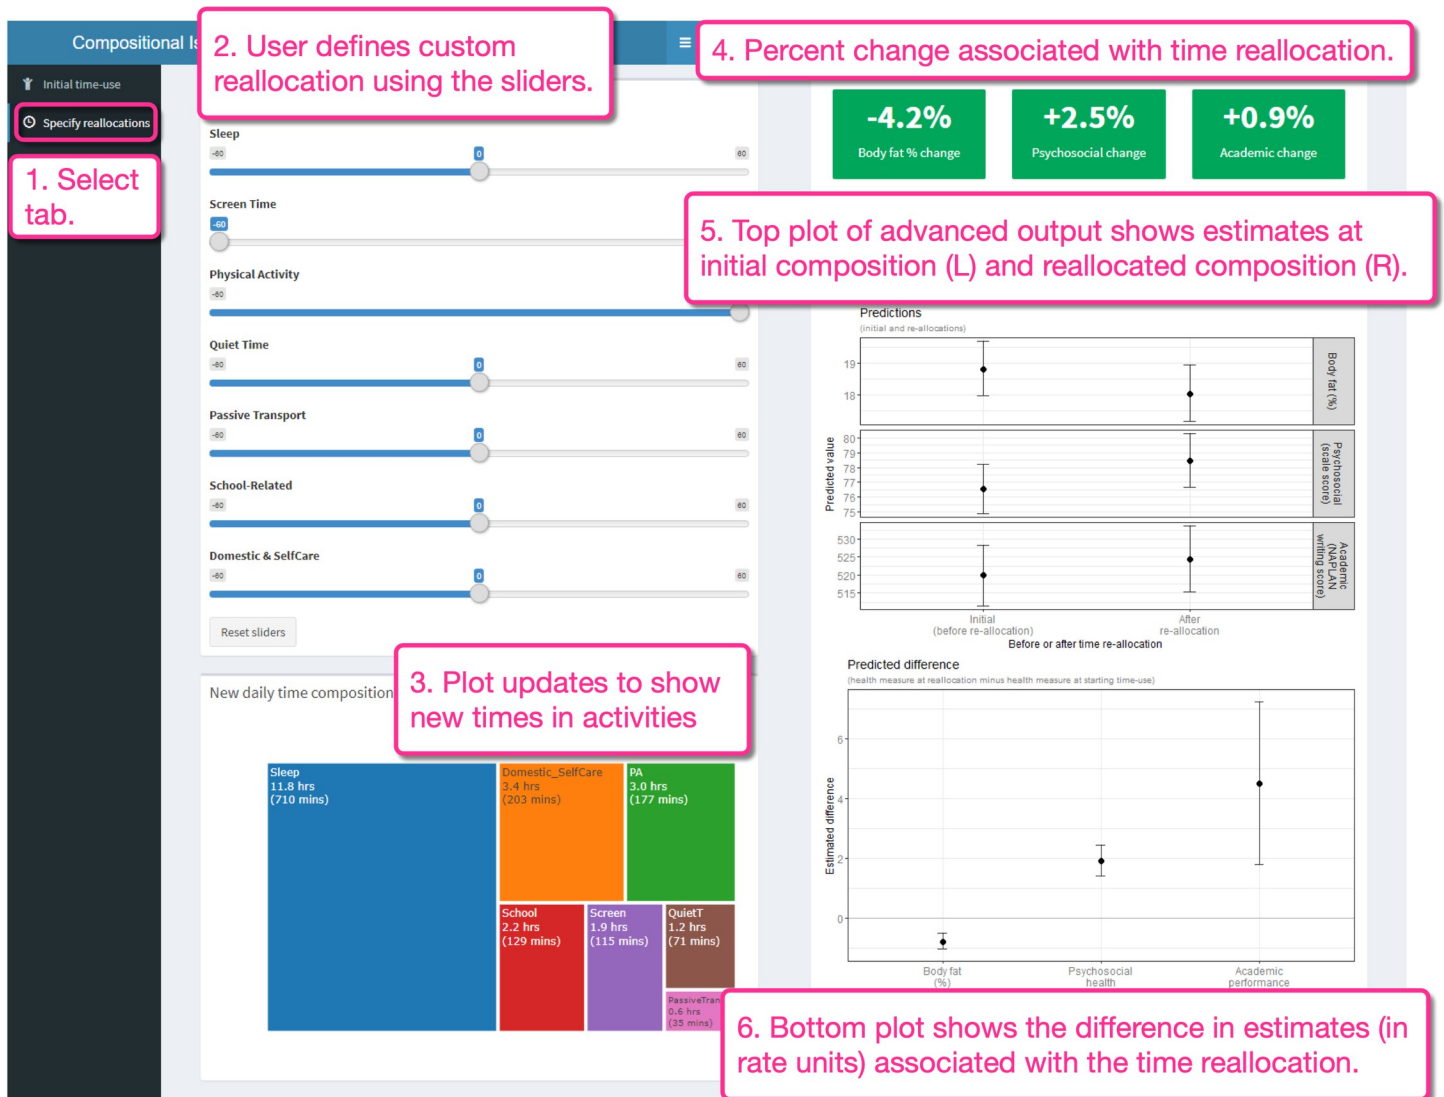 Compositional Is
2. User defines custom
reallocation using the sliders.
4. Percent change associated with time reallocation.
Initial time-use
Specify reallocations
1. Select
tab.
Sleep
-60
0
60
Screen Time
-60
Physical Activity
-60
Quiet Time
-60
0
60
Passive Transport
-60
0
60
School-Related
-60
0
60
Domestic & SelfCare
-60
0
60
Reset sliders
-4.2%
Body fat % change
+2.5%
Psychosocial change
+0.9%
Academic change
5. Top plot of advanced output shows estimates at
initial composition (L) and reallocated composition (R).
Predictions
(initial and re-allocations)
Predicted value
19
18
Body fat (%)
80
79
78
77
76
75
Psychosocial
(scale score)
530
525
520
515
Academic
(NAPLAN
writing score)
Initial
(before re-allocation)
After
re-allocation
Before or after time re-allocation
3. Plot updates to show
new times in activities
New daily time composition
Sleep
11.8 hrs
(710 mins)
Domestic_SelfCare
3.4 hrs
(203 mins)
PA
3.0 hrs
(177 mins)
School
2.2 hrs
(129 mins)
Screen
1.9 hrs
(115 mins)
QuietT
1.2 hrs
(71 mins)
PassiveTran
0.6 hrs
(35 mins)
Predicted difference
(health measure at reallocation minus health measure at starting time-use)
Estimated difference
6
4
2
0
Body fat
(%)
Psychosocial
health
Academic
performance
6. Bottom plot shows the difference in estimates (in
rate units) associated with the time reallocation.